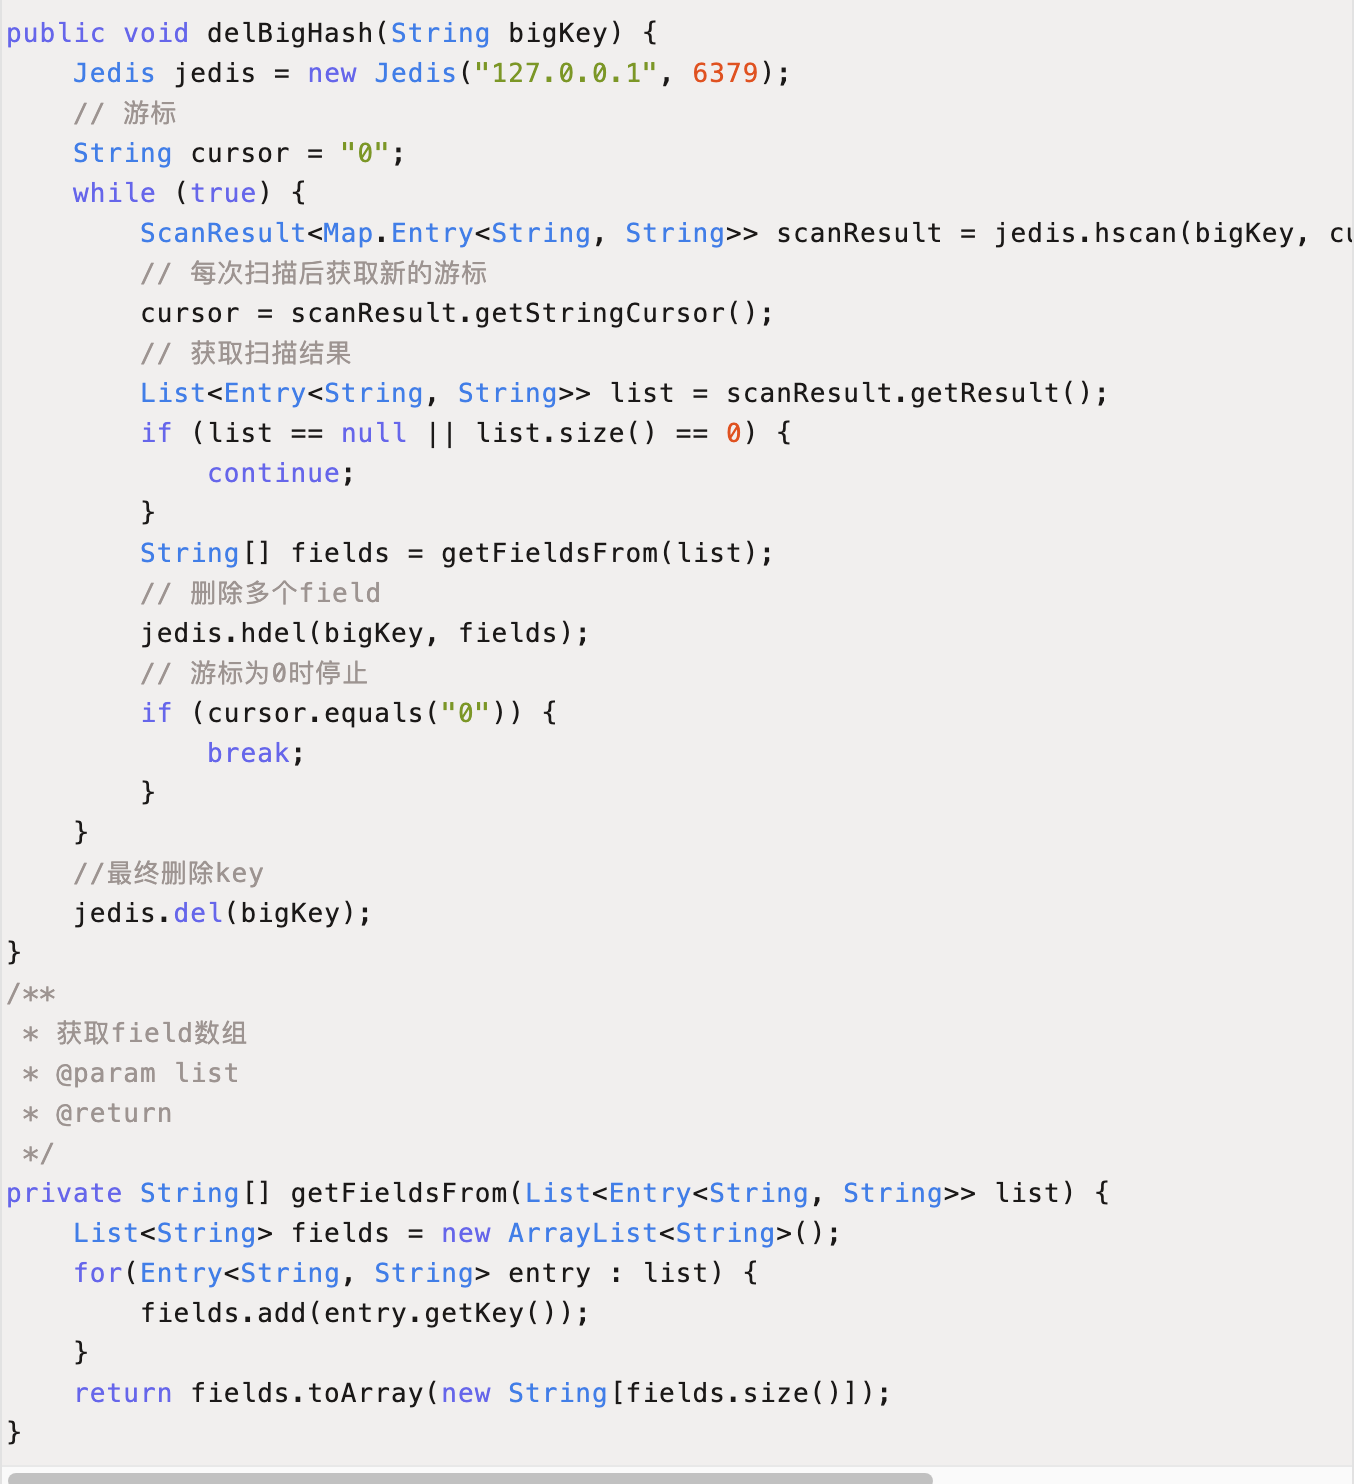 public void delBigHash(String bigKey) {
    Jedis jedis = new Jedis("127.0.0.1", 6379);
    // 游标
    String cursor = "0";
    while (true) {
        ScanResult<Map.Entry<String, String>> scanResult = jedis.hscan(bigKey, cu
        // 每次扫描后获取新的游标
        cursor = scanResult.getStringCursor();
        // 获取扫描结果
        List<Entry<String, String>> list = scanResult.getResult();
        if (list == null || list.size() == 0) {
            continue;
        }
        String[] fields = getFieldsFrom(list);
        // 删除多个field
        jedis.hdel(bigKey, fields);
        // 游标为0时停止
        if (cursor.equals("0")) {
            break;
        }
    }
    //最终删除key
    jedis.del(bigKey);
}
/**
 * 获取field数组
 * @param list
 * @return
 */
private String[] getFieldsFrom(List<Entry<String, String>> list) {
    List<String> fields = new ArrayList<String>();
    for(Entry<String, String> entry : list) {
        fields.add(entry.getKey());
    }
    return fields.toArray(new String[fields.size()]);
}